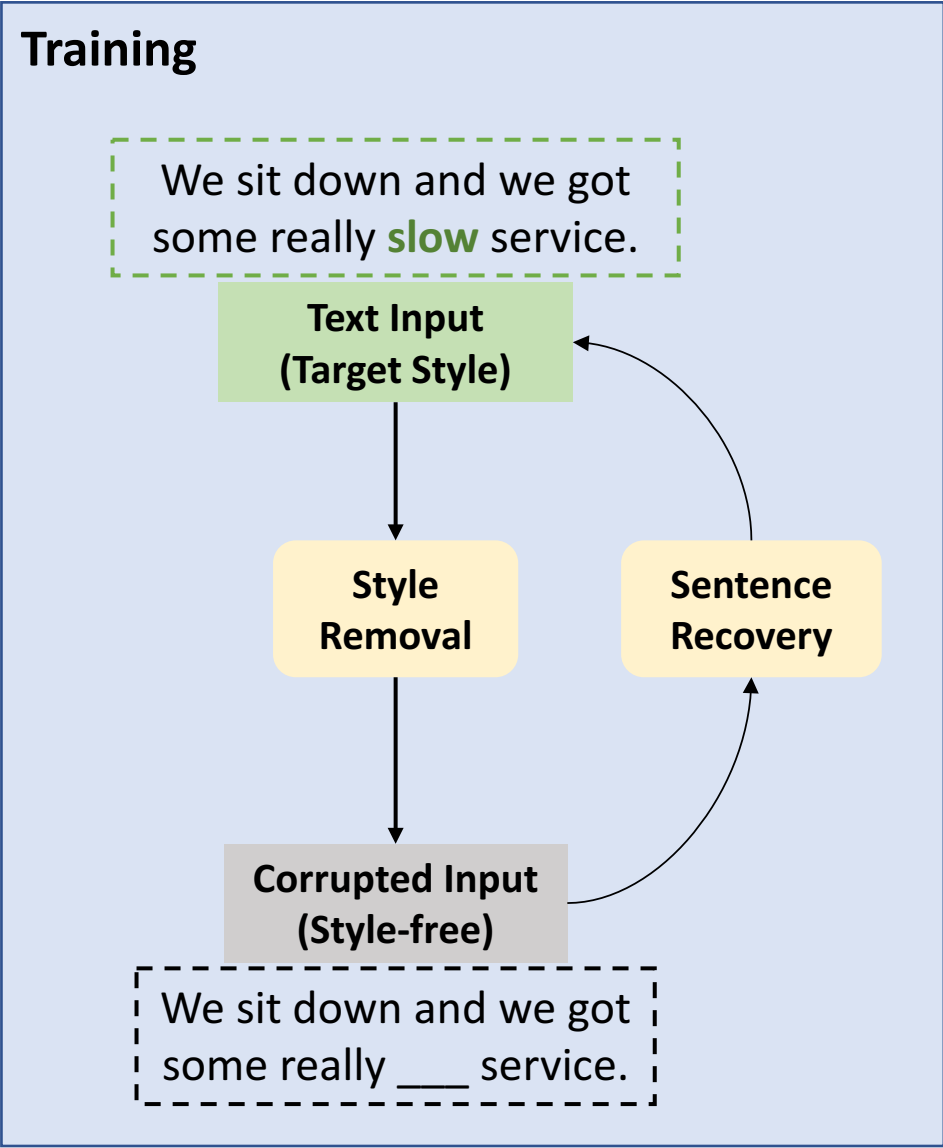 Training
We sit down and we got
some really slow service.
Text Input
(Target Style)
Style
Removal
Sentence
Recovery
Corrupted Input
(Style-free)
We sit down and we got
some really ___ service.